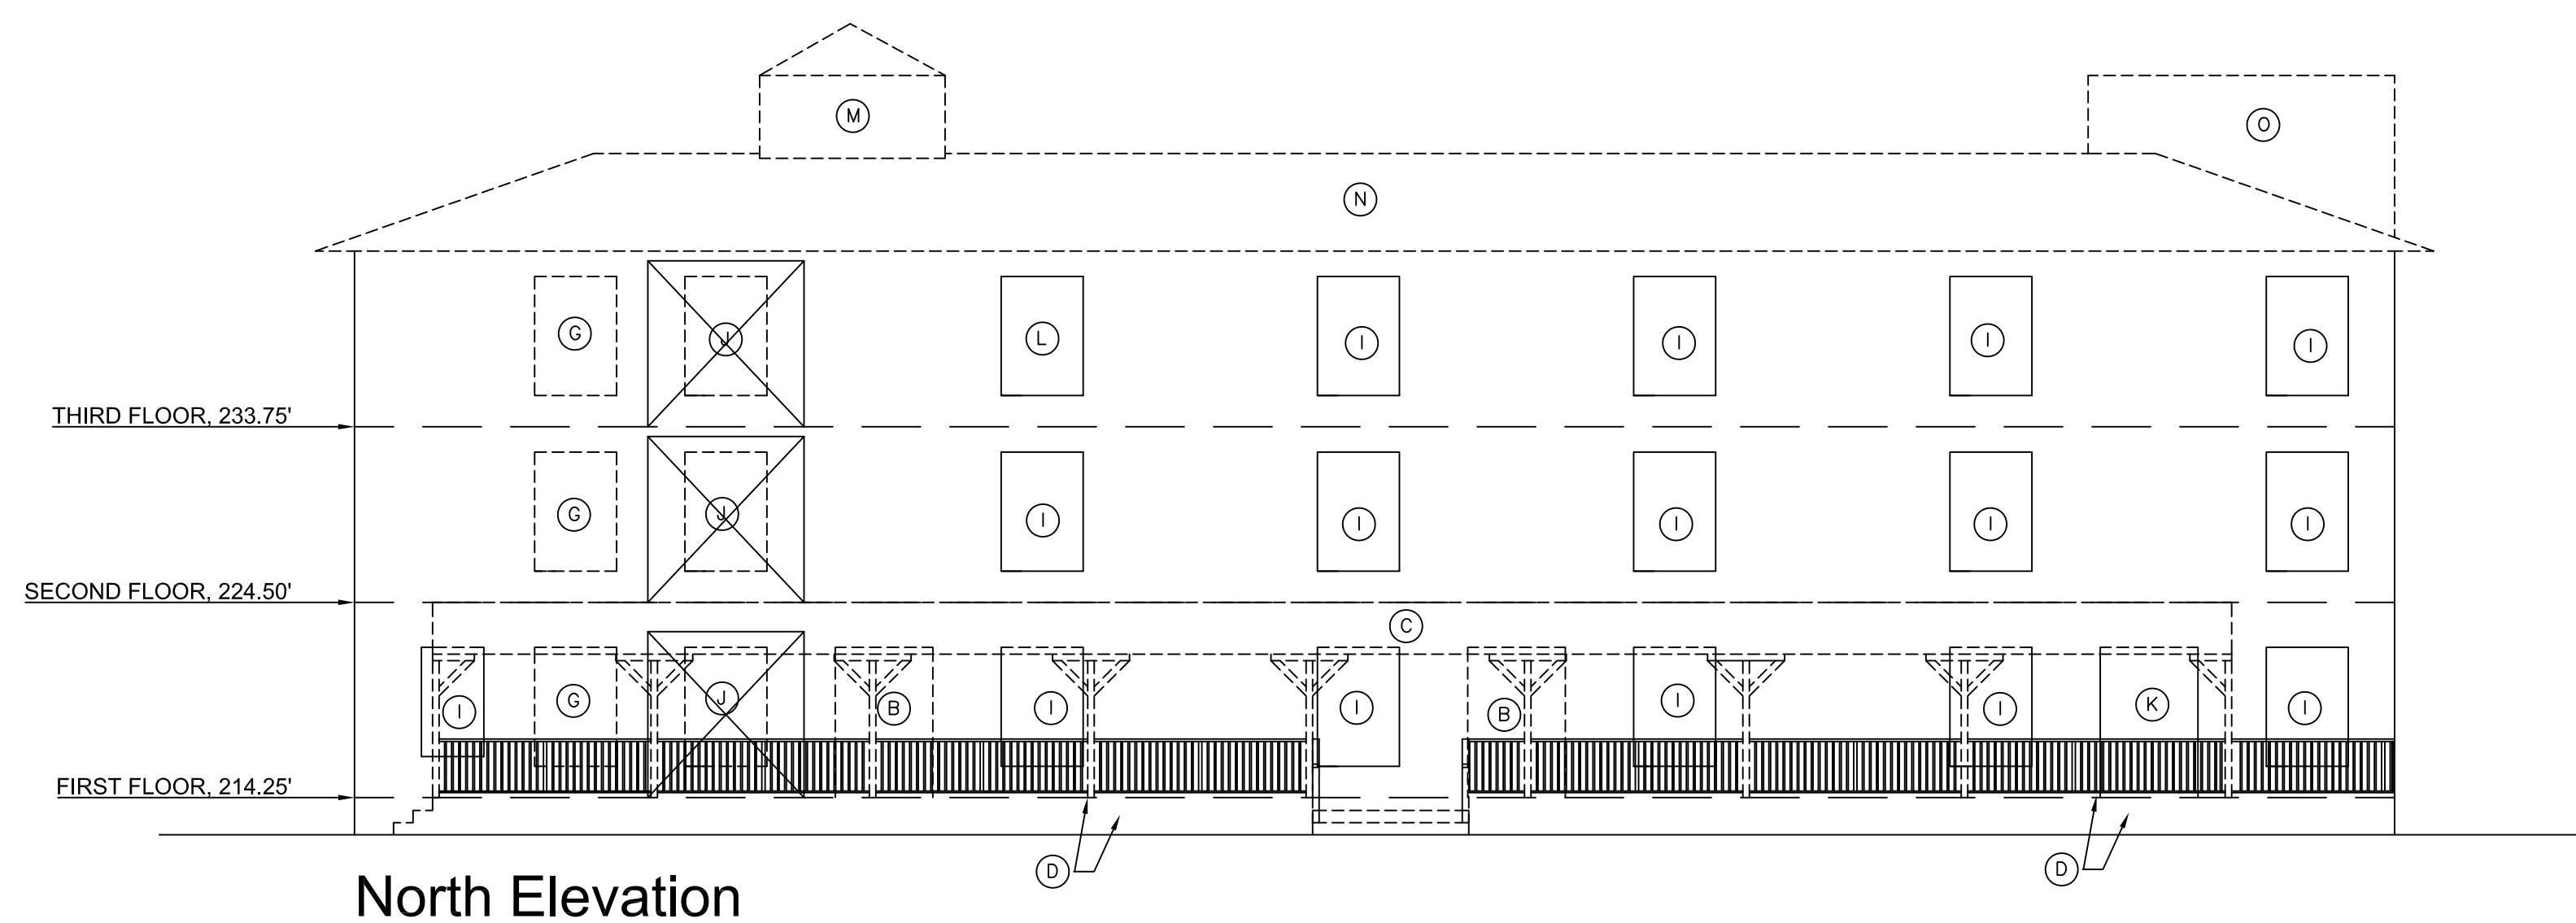 M
O
N
G J L I I I I
THIRD FLOOR, 233.75'
G J I I I I I
SECOND FLOOR, 224.50'
C
I G J B I I B I I K I
FIRST FLOOR, 214.25'
D D
North Elevation